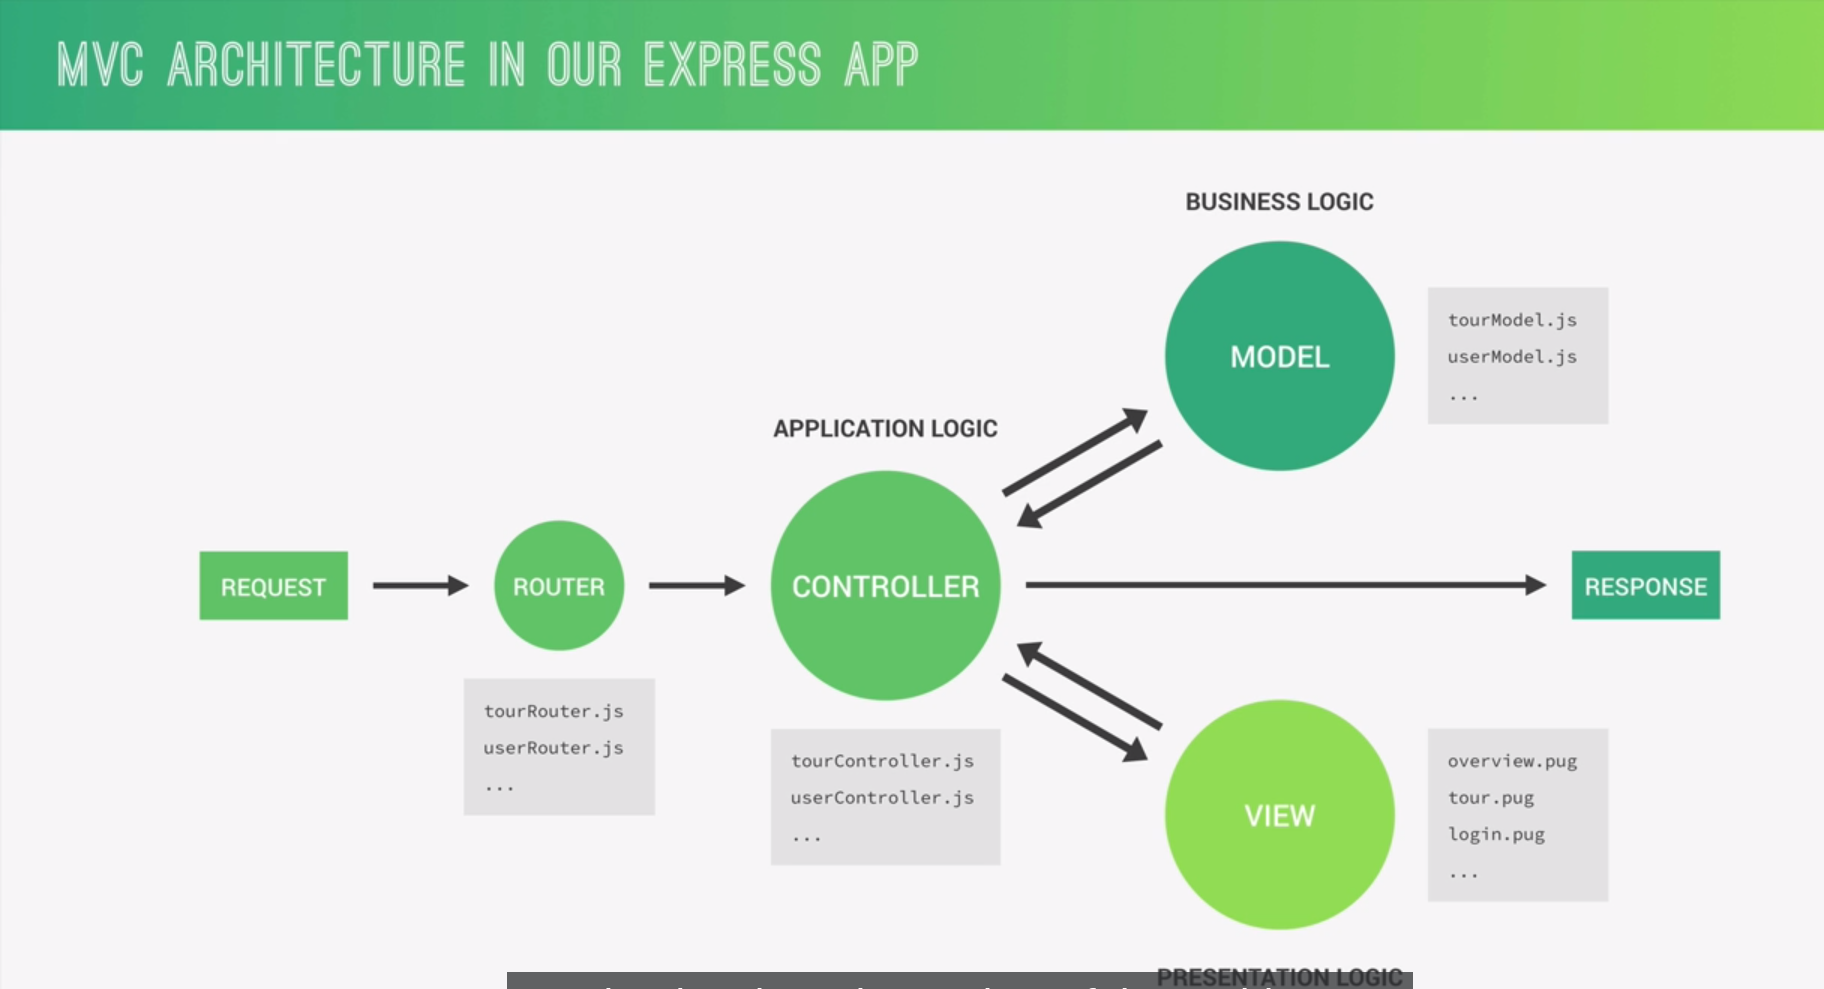 MVC ARCHITECTURE IN OUR EXPRESS APP
BUSINESS LOGIC
MODEL
tourModel.js
userModel.js
...
APPLICATION LOGIC
REQUEST
ROUTER
CONTROLLER
RESPONSE
tourRouter.js
userRouter.js
...
tourController.js
userController.js
...
VIEW
overview.pug
tour.pug
login.pug
...
PRESENTATION LOGIC